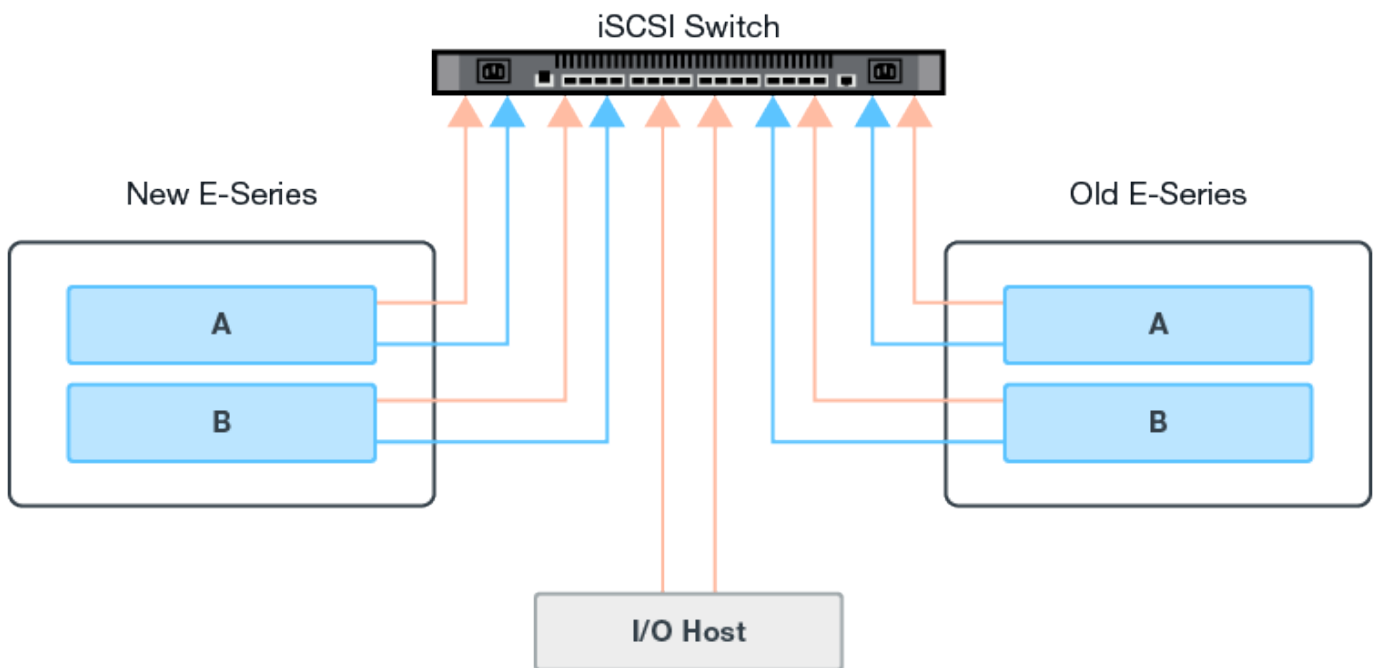 iSCSI Switch
New E-Series
Old E-Series
A
A
B
B
I/O Host